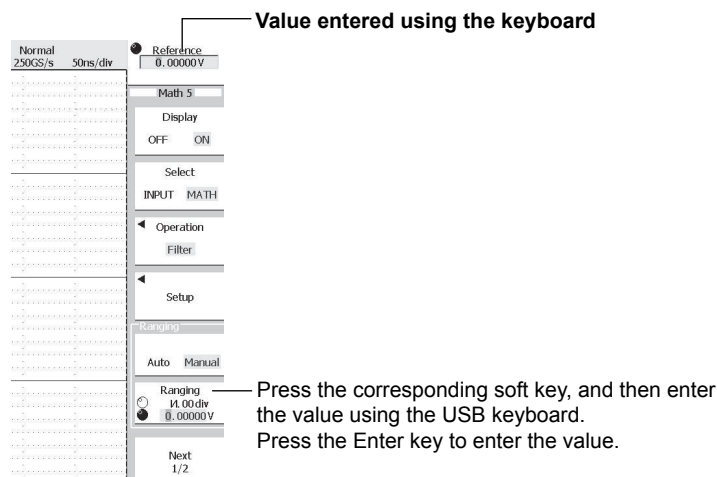 Value entered using the keyboard
Normal
250GS/s 50ns/div
Reference
0.00000V
Math 5
Display
OFF ON
Select
INPUT MATH
Operation
Filter
Setup
Ranging
Auto Manual
Ranging
div
0.00000V
Next
1/2
Press the corresponding soft key, and then enter
the value using the USB keyboard.
Press the Enter key to enter the value.